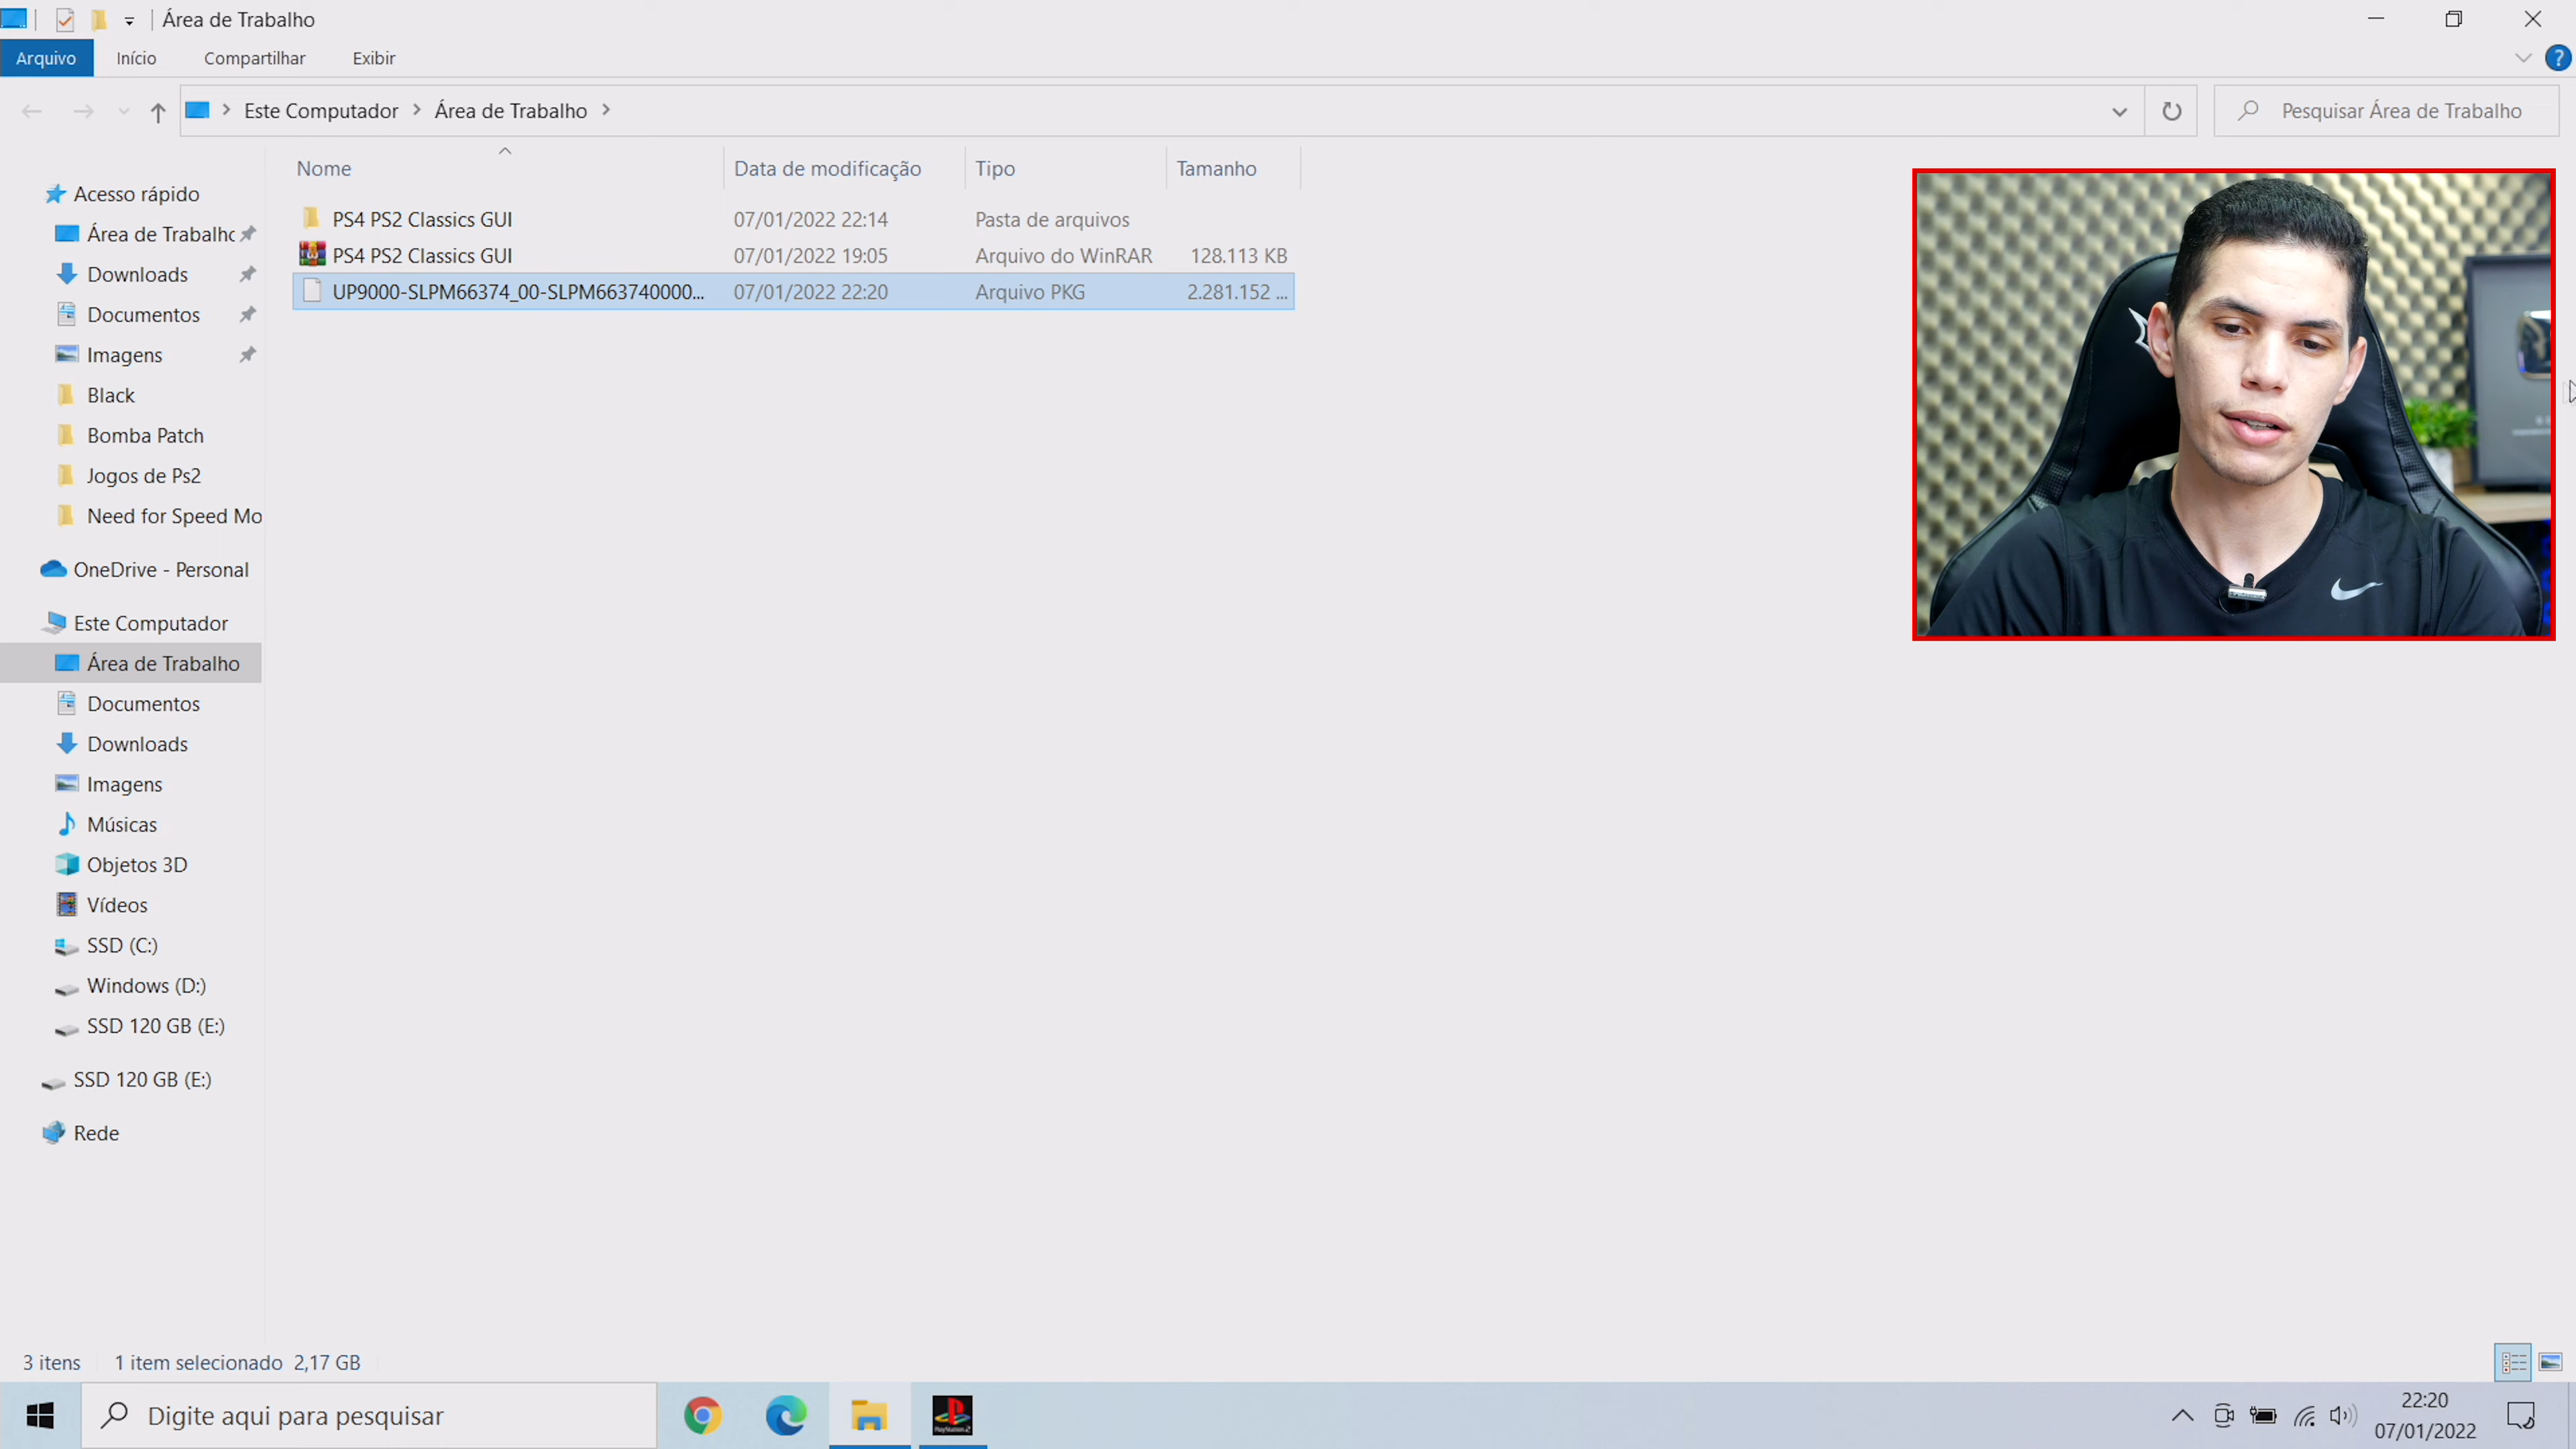 Área de Trabalho
Arquivo Início Compartilhar Exibir
Este Computador Área de Trabalho
Pesquisar Área de Trabalho
Nome Data de modificação Tipo Tamanho
PS4 PS2 Classics GUI 07/01/2022 22:14 Pasta de arquivos
PS4 PS2 Classics GUI 07/01/2022 19:05 Arquivo do WinRAR 128.113 KB
UP9000-SLPM66374_00-SLPM663740000... 07/01/2022 22:20 Arquivo PKG 2.281.152 ...
Acesso rápido
Área de Trabalho
Downloads
Documentos
Imagens
Black
Bomba Patch
Jogos de Ps2
Need for Speed Mo
OneDrive - Personal
Este Computador
Área de Trabalho
Documentos
Downloads
Imagens
Músicas
Objetos 3D
Vídeos
SSD (C:)
Windows (D:)
SSD 120 GB (E:)
SSD 120 GB (E:)
Rede
3 itens 1 item selecionado 2,17 GB
Digite aqui para pesquisar
PlayStation 2
22:20
07/01/2022